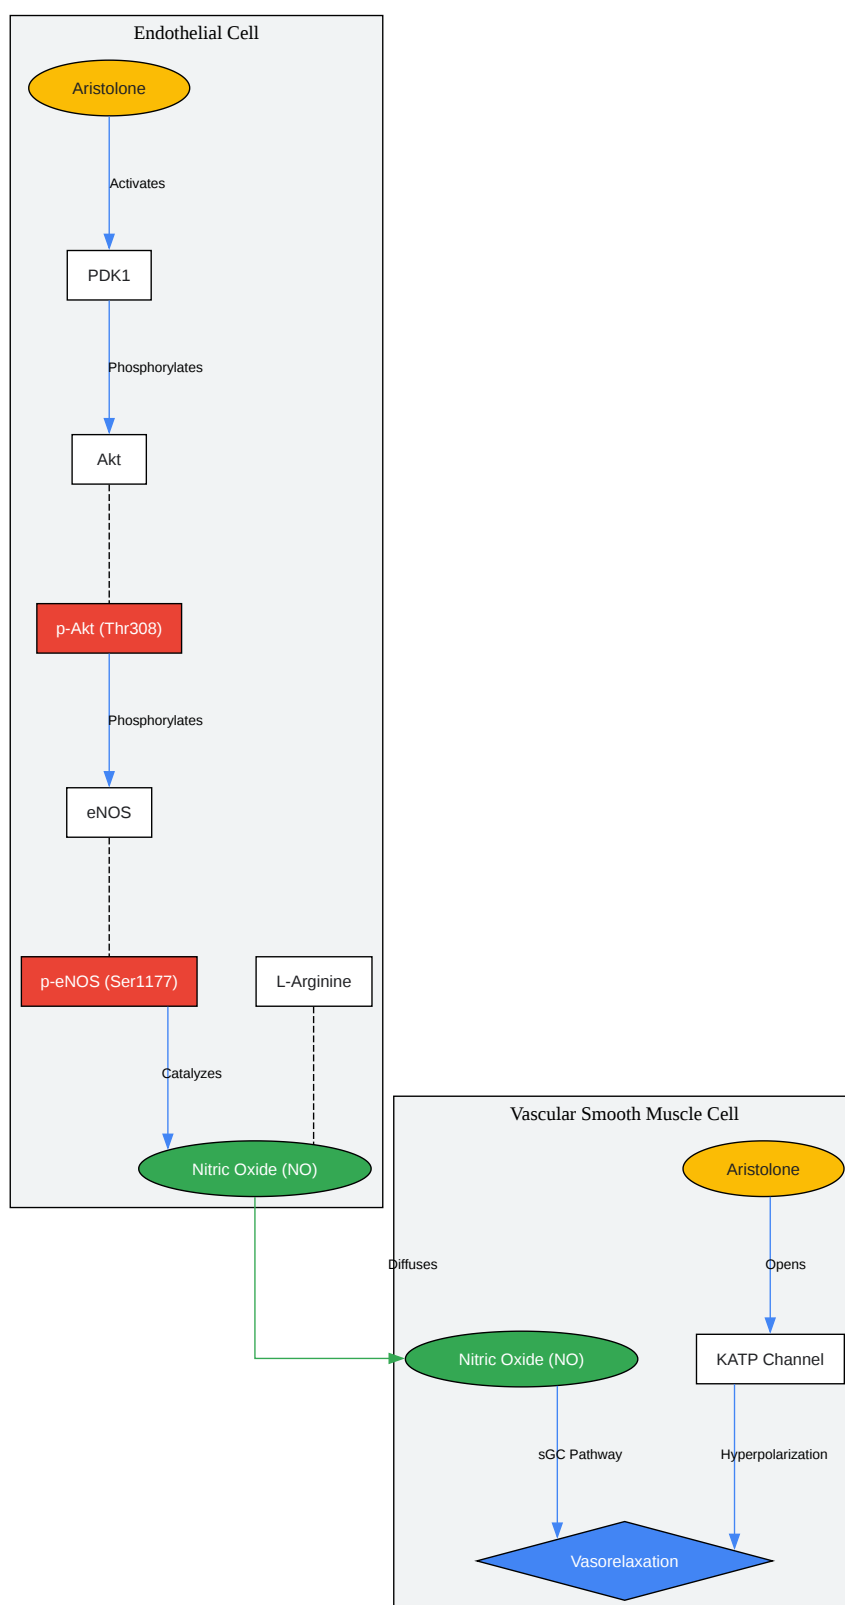 Endothelial Cell
Aristolone
Activates
PDK1
Phosphorylates
Akt
p-Akt (Thr308)
Phosphorylates
eNOS
p-eNOS (Ser1177)
L-Arginine
Catalyzes
Nitric Oxide (NO)
Vascular Smooth Muscle Cell
Aristolone
Diffuses
Opens
Nitric Oxide (NO)
KATP Channel
sGC Pathway
Hyperpolarization
Vasorelaxation